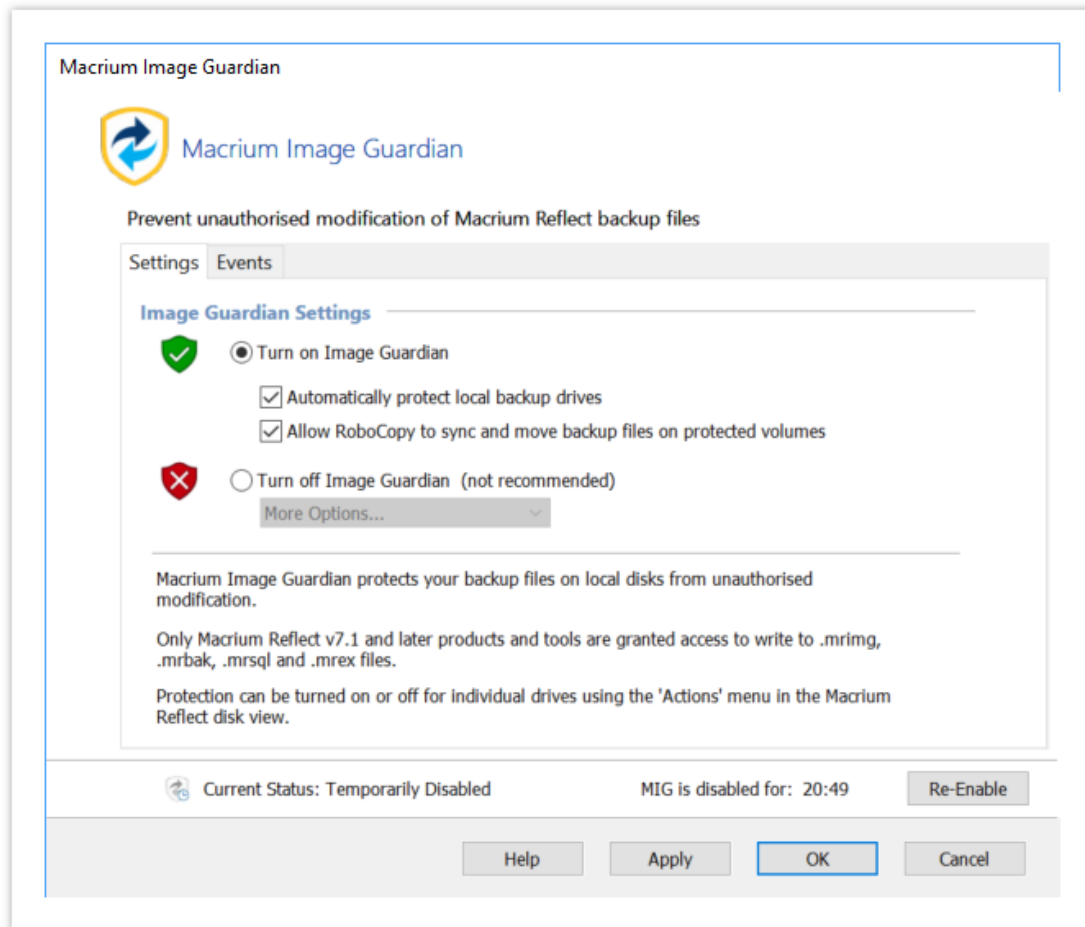 Macrium Image Guardian
Macrium Image Guardian
Prevent unauthorised modification of Macrium Reflect backup files
Settings Events
Image Guardian Settings
Turn on Image Guardian
Automatically protect local backup drives
Allow RoboCopy to sync and move backup files on protected volumes
Turn off Image Guardian (not recommended)
More Options...
Macrium Image Guardian protects your backup files on local disks from unauthorised
modification.
Only Macrium Reflect v7.1 and later products and tools are granted access to write to .mrimg,
.mrbak, .mrsql and .mrex files.
Protection can be turned on or off for individual drives using the 'Actions' menu in the Macrium
Reflect disk view.
Current Status: Temporarily Disabled MIG is disabled for: 20:49 Re-Enable
Help Apply OK Cancel